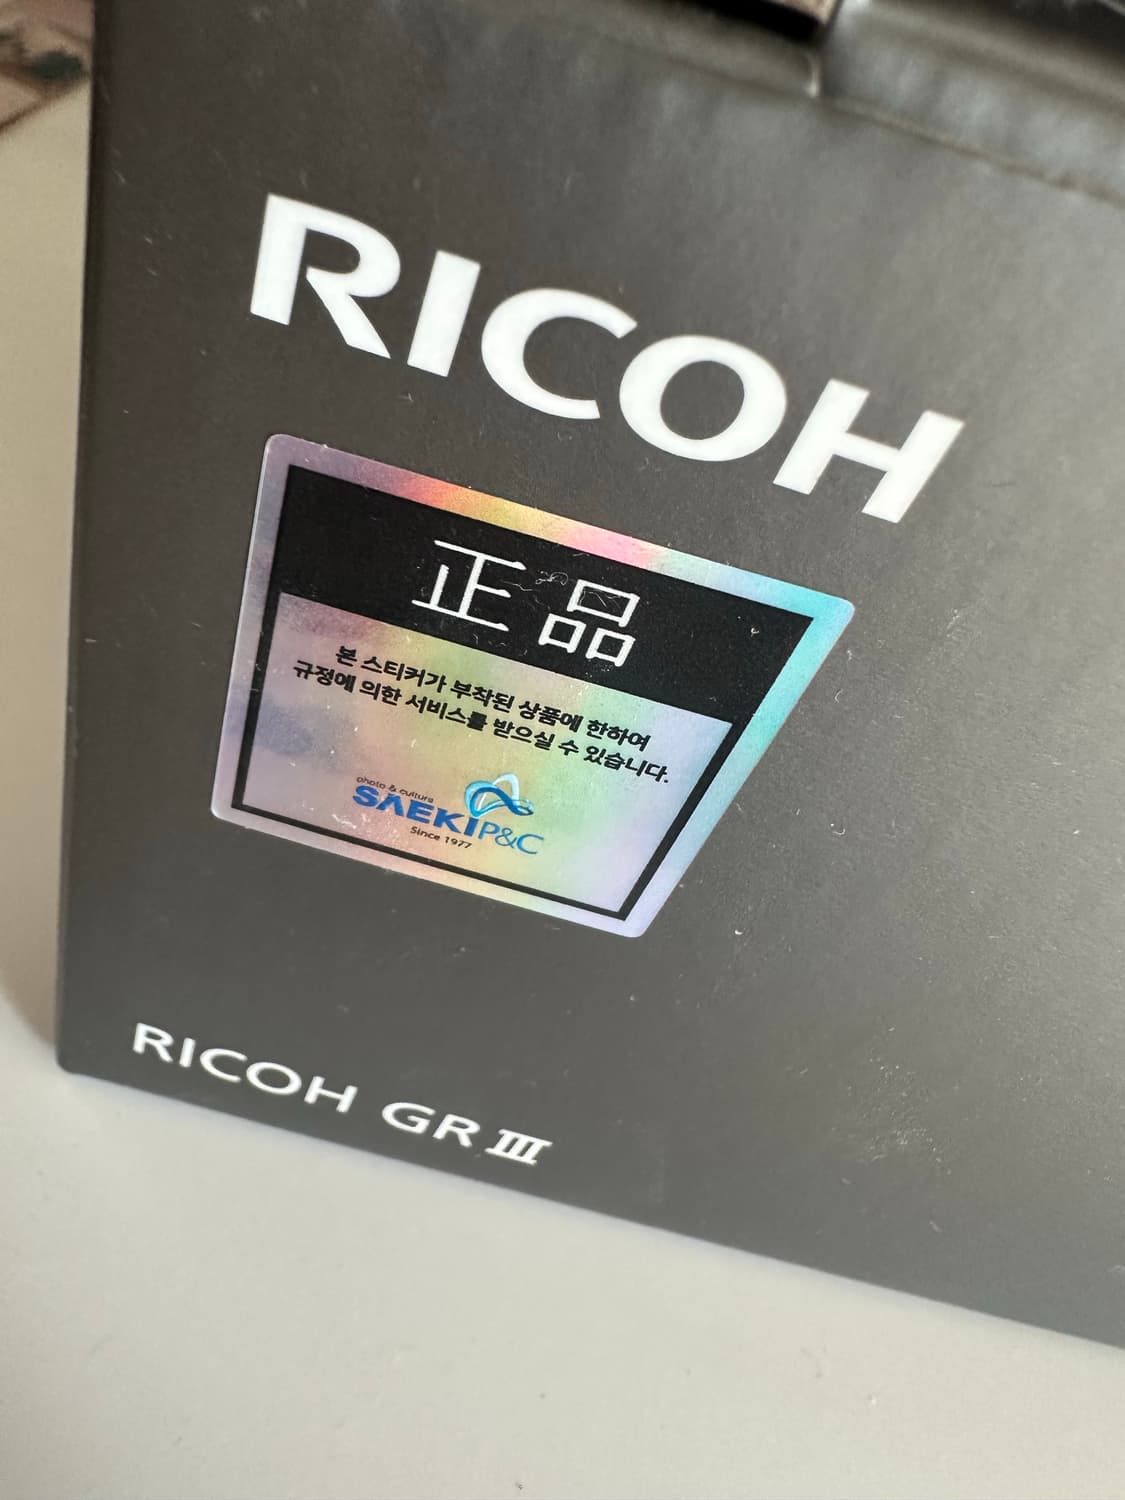 RICOH
正品
본 스티커가 부착된 상품에 한하여
규정에 의한 서비스를 받으실 수 있습니다.
photo & culture
SAEKI P&C
Since 1977
RICOH GR III